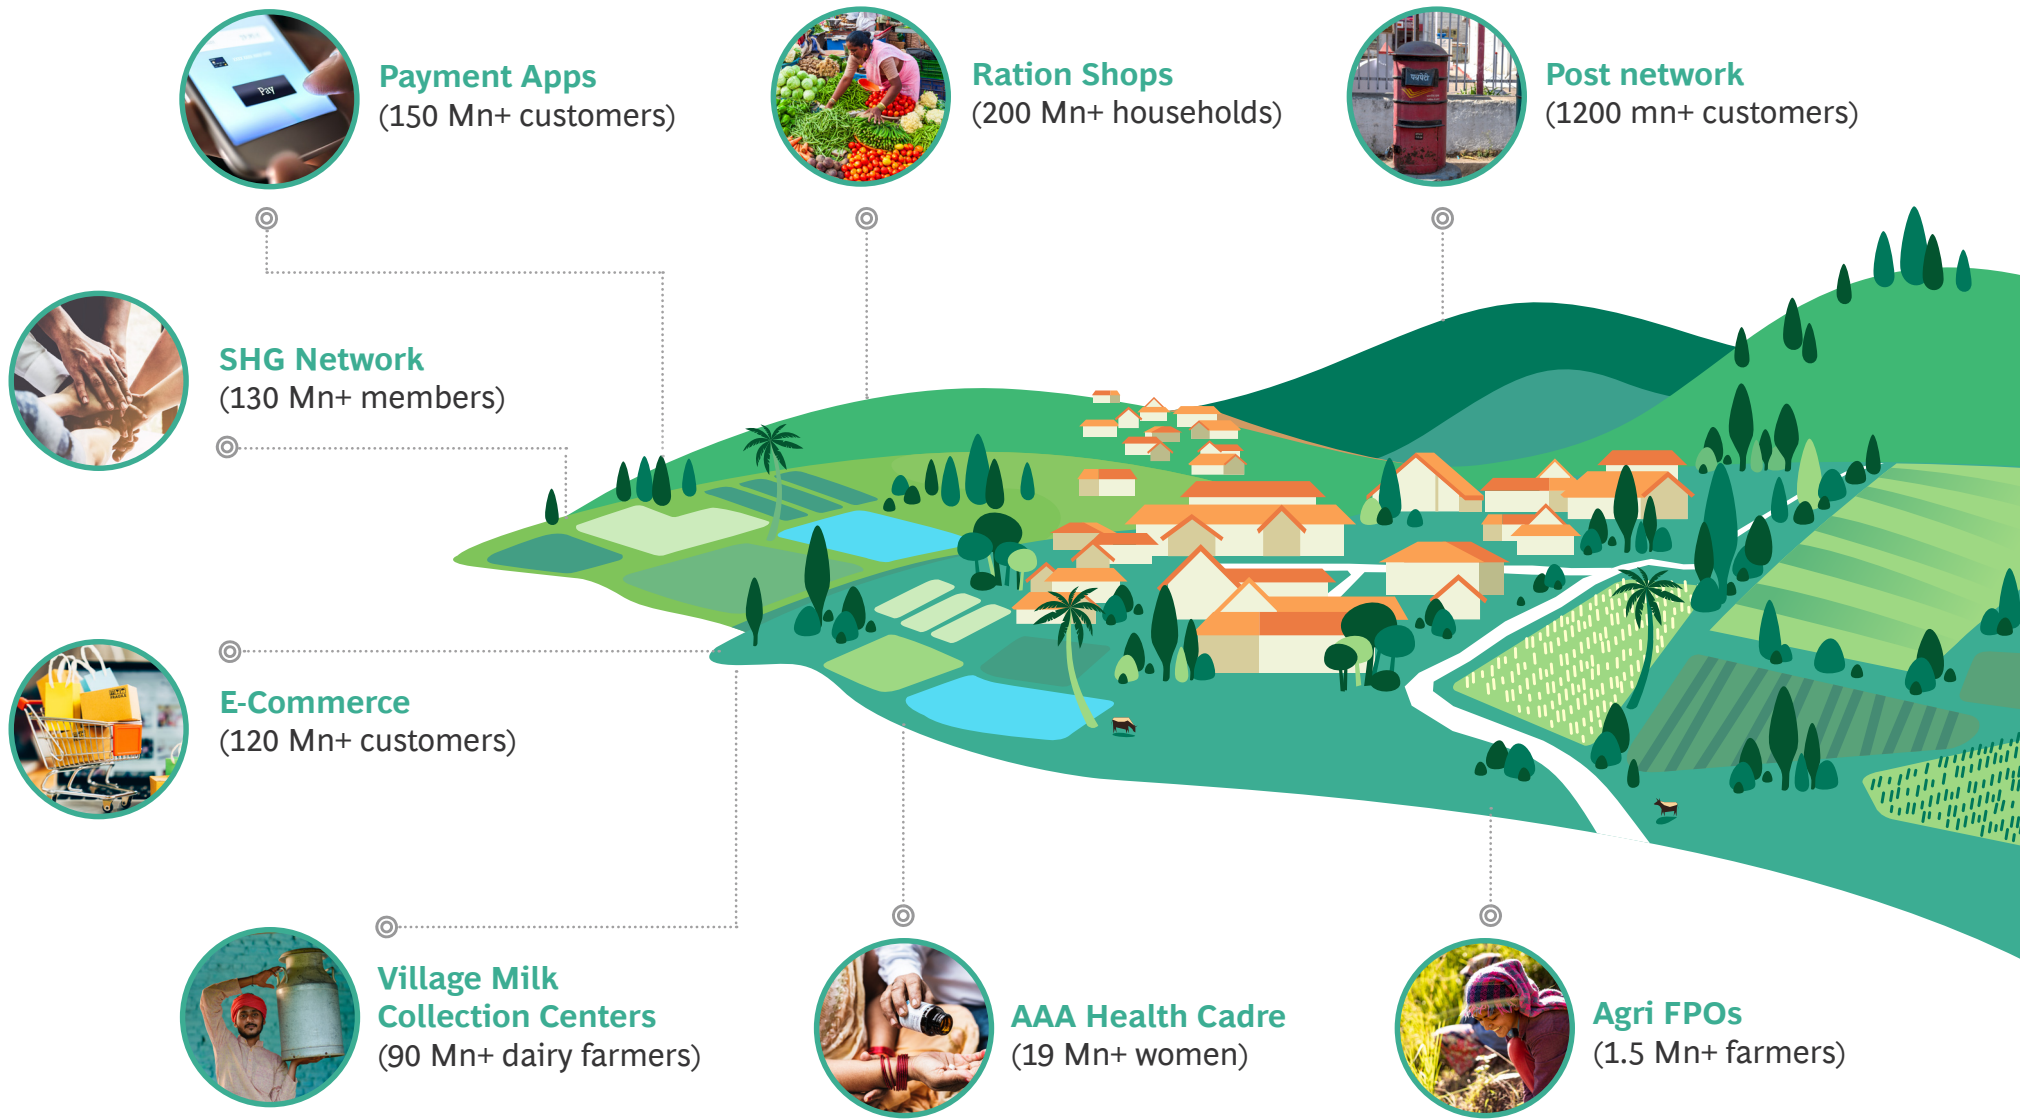 Payment Apps
(150 Mn+ customers)
Ration Shops
(200 Mn+ households)
Post network
(1200 mn+ customers)
Pay
SHG Network
(130 Mn+ members)
E-Commerce
(120 Mn+ customers)
Village Milk
Collection Centers
(90 Mn+ dairy farmers)
AAA Health Cadre
(19 Mn+ women)
Agri FPOs
(1.5 Mn+ farmers)